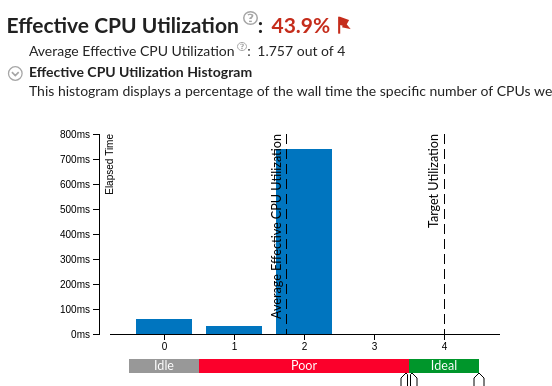 Effective CPU Utilization ?: 43.9%
Average Effective CPU Utilization ?: 1.757 out of 4
Effective CPU Utilization Histogram
This histogram displays a percentage of the wall time the specific number of CPUs we
800ms
700ms
600ms
500ms
400ms
300ms
200ms
100ms
0ms
Elapsed Time
Average Effective CPU Utilization
Target Utilization
0 1 2 3 4
Idle Poor Ideal